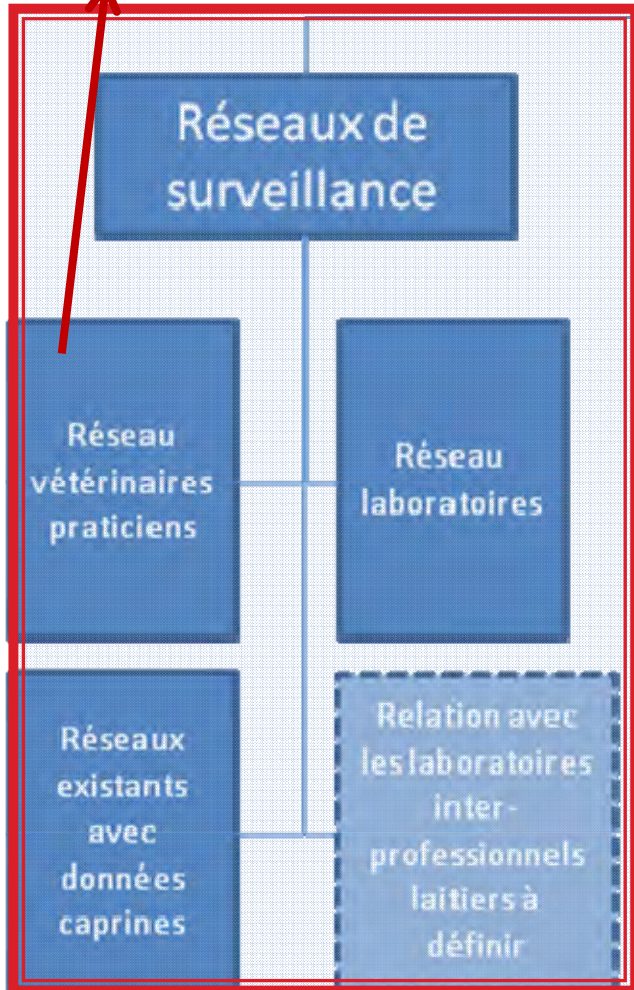 Réseaux de
surveillance
Réseau
vétérinaires
praticiens
Réseau
laboratoires
Réseaux
existants
avec
données
caprines
Relation avec
les laboratoires
inter-
professionnels
laitiers à
définir